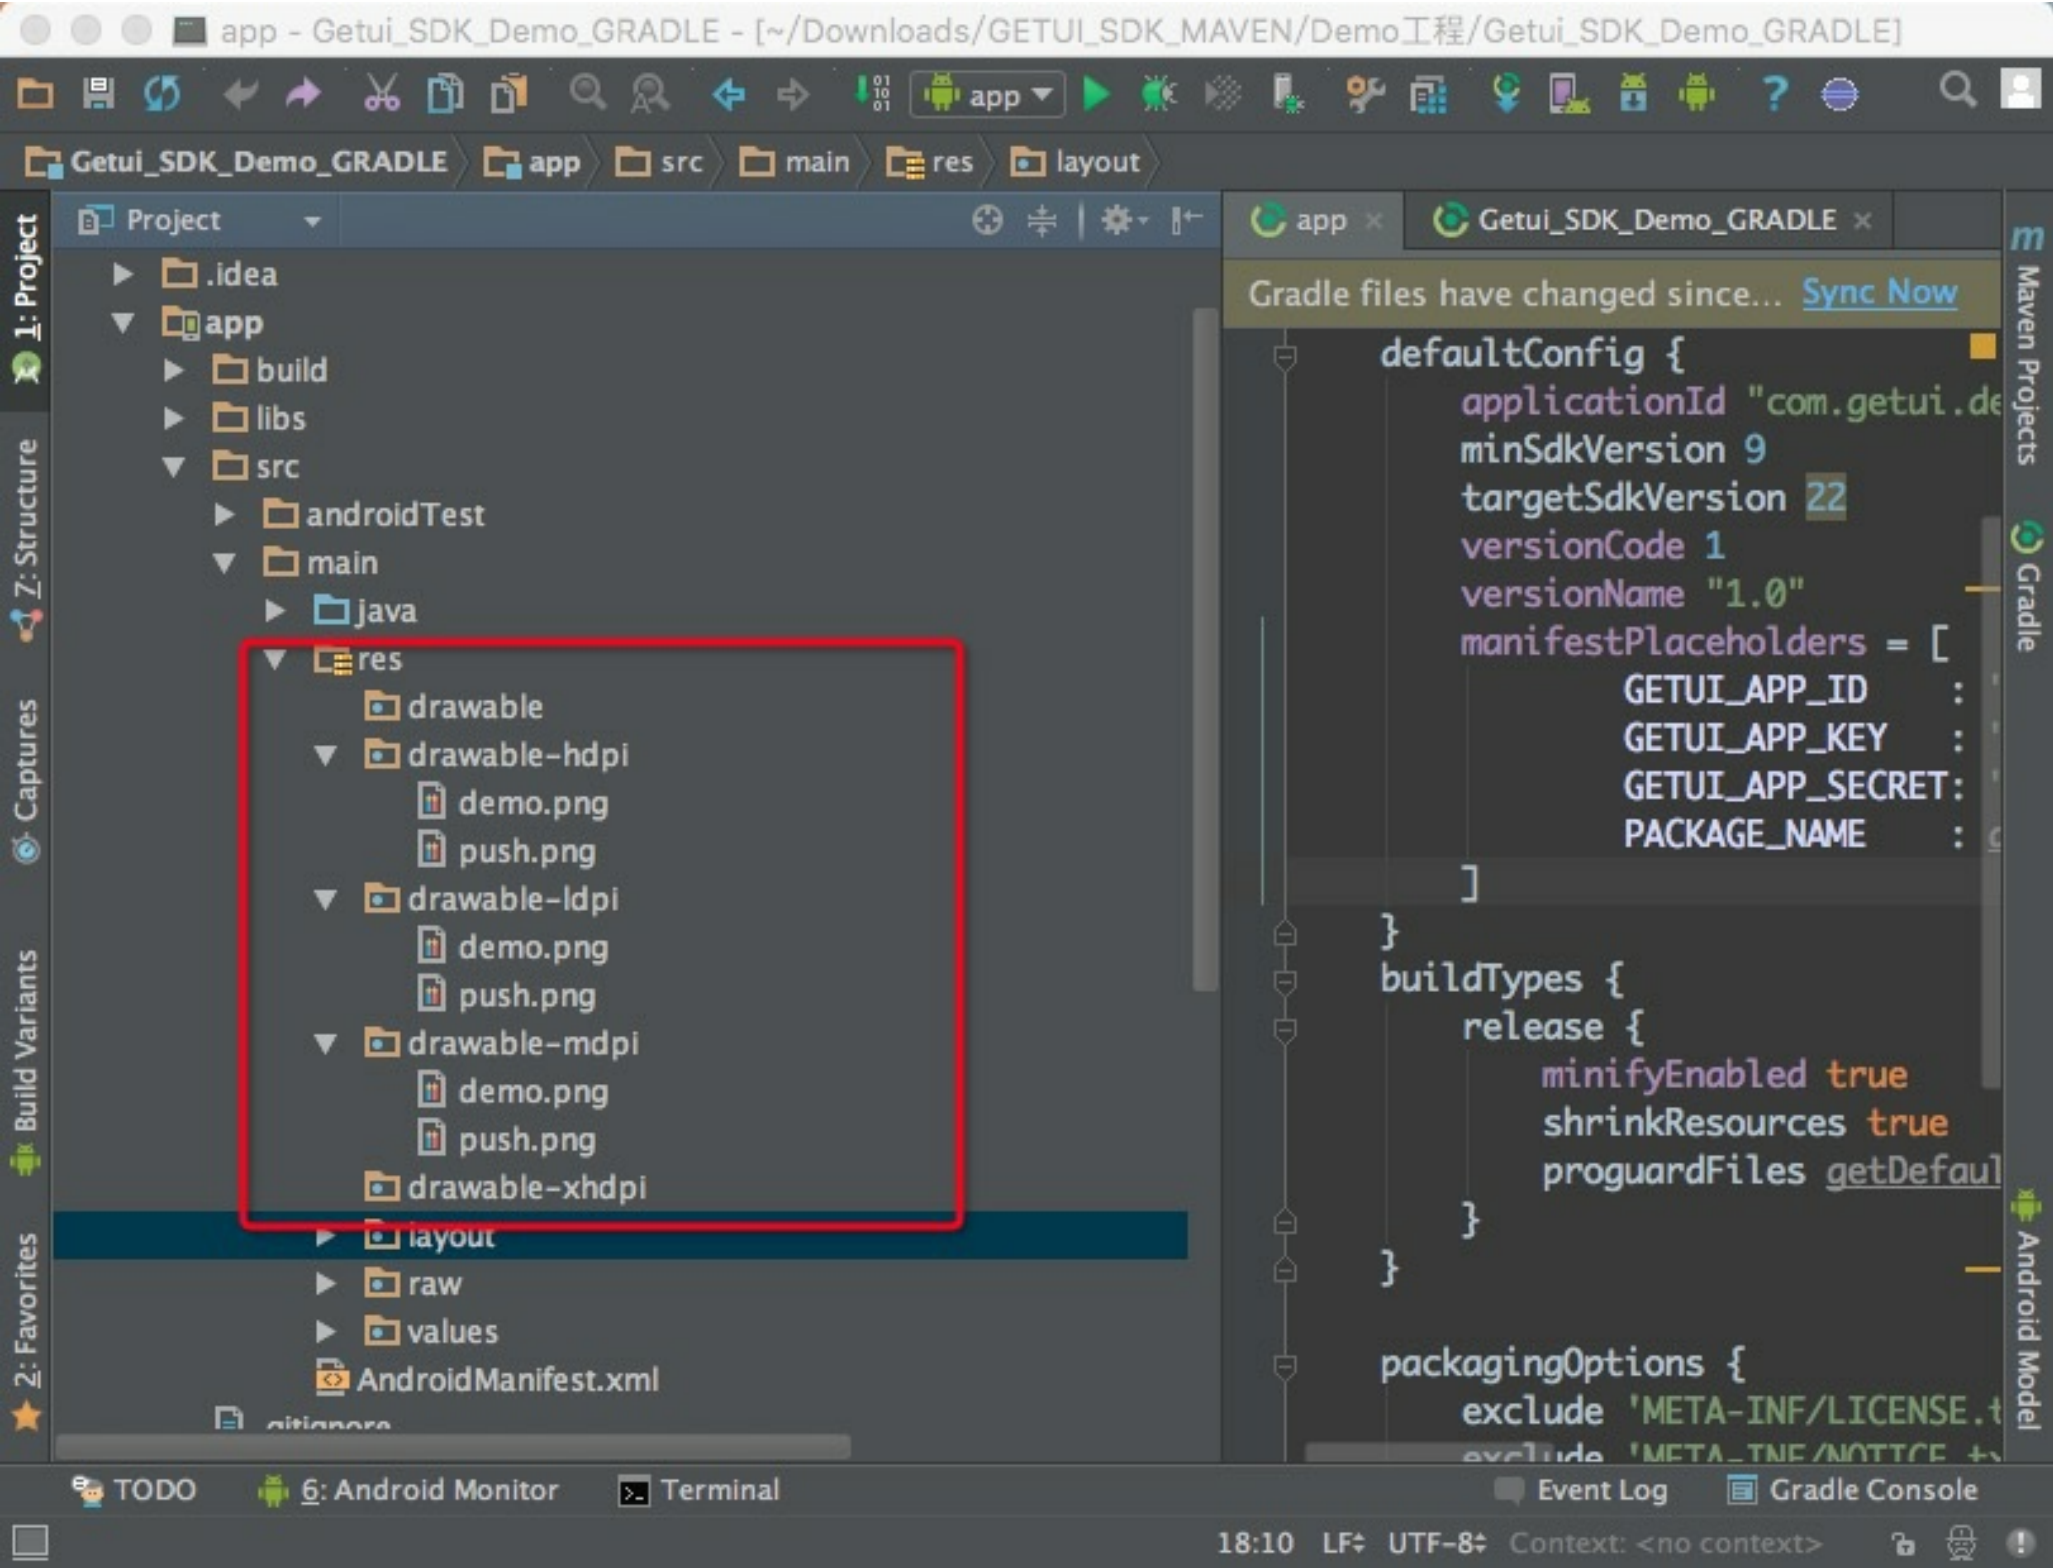 app - Getui_SDK_Demo_GRADLE - [~/Downloads/GETUI_SDK_MAVEN/Demo工程/Getui_SDK_Demo_GRADLE]
app
Getui_SDK_Demo_GRADLE app src main res layout
1: Project
Z: Structure
Captures
Build Variants
2: Favorites
Project
.idea
app
build
libs
src
androidTest
main
java
res
drawable
drawable-hdpi
demo.png
push.png
drawable-ldpi
demo.png
push.png
drawable-mdpi
demo.png
push.png
drawable-xhdpi
layout
raw
values
AndroidManifest.xml
.gitignore
app Getui_SDK_Demo_GRADLE
Gradle files have changed since... Sync Now
defaultConfig {
applicationId "com.getui.de
minSdkVersion 9
targetSdkVersion 22
versionCode 1
versionName "1.0"
manifestPlaceholders = [
GETUI_APP_ID :
GETUI_APP_KEY :
GETUI_APP_SECRET:
PACKAGE_NAME :
]
}
buildTypes {
release {
minifyEnabled true
shrinkResources true
proguardFiles getDefaul
}
}
packagingOptions {
exclude 'META-INF/LICENSE.t
exclude 'META-INF/NOTICE.tx
Maven Projects
Gradle
Android Model
TODO 6: Android Monitor Terminal Event Log Gradle Console
18:10 LF UTF-8 Context: <no context>